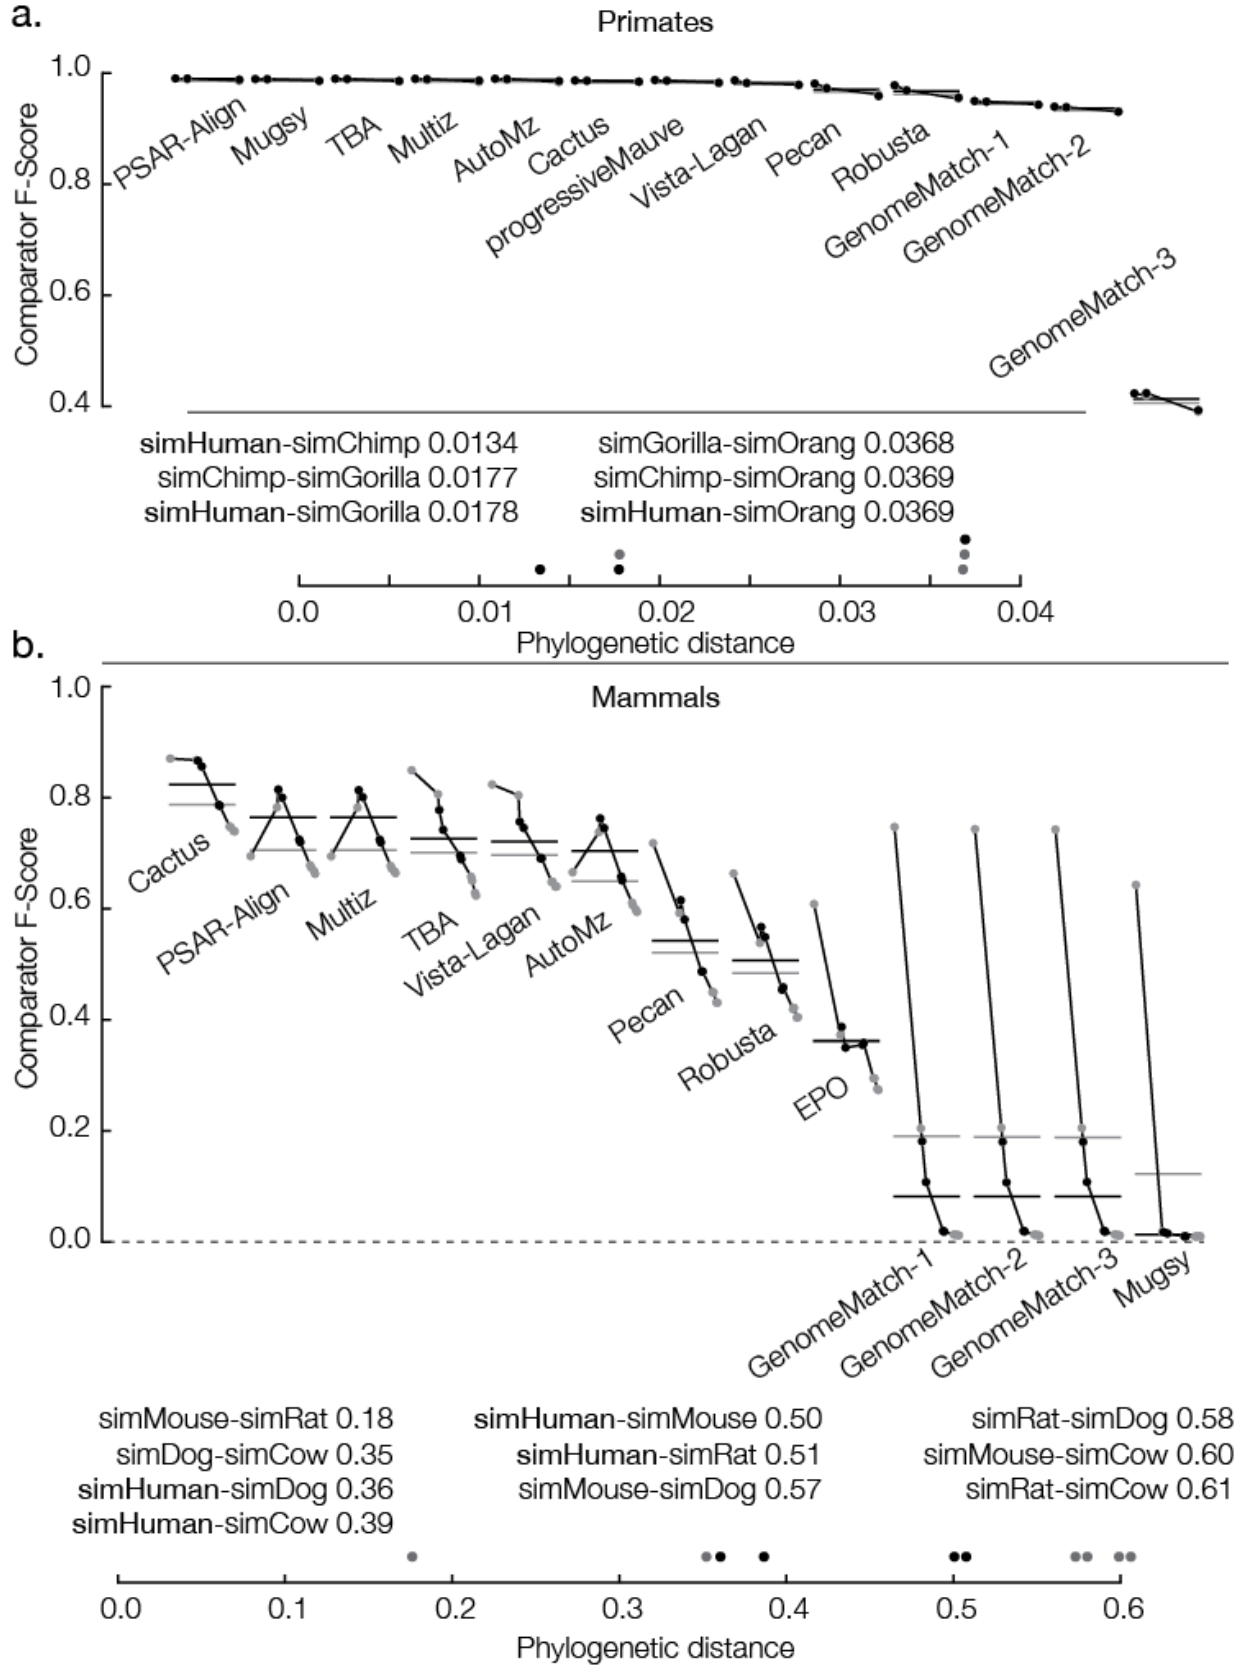 a.
Primates
Comparator F-Score
1.0
0.8
0.6
0.4
PSAR-Align
Mugsy
TBA
Multiz
AutoMz
Cactus
progressiveMauve
Vista-Lagan
Pecan
Robusta
GenomeMatch-1
GenomeMatch-2
GenomeMatch-3
simHuman-simChimp 0.0134
simChimp-simGorilla 0.0177
simHuman-simGorilla 0.0178
simGorilla-simOrang 0.0368
simChimp-simOrang 0.0369
simHuman-simOrang 0.0369
0.0 0.01 0.02 0.03 0.04
Phylogenetic distance
b.
Mammals
Comparator F-Score
1.0
0.8
0.6
0.4
0.2
0.0
Cactus
PSAR-Align
Multiz
TBA
Vista-Lagan
AutoMz
Pecan
Robusta
EPO
GenomeMatch-1
GenomeMatch-2
GenomeMatch-3
Mugsy
simMouse-simRat 0.18
simDog-simCow 0.35
simHuman-simDog 0.36
simHuman-simCow 0.39
simHuman-simMouse 0.50
simHuman-simRat 0.51
simMouse-simDog 0.57
simRat-simDog 0.58
simMouse-simCow 0.60
simRat-simCow 0.61
0.0 0.1 0.2 0.3 0.4 0.5 0.6
Phylogenetic distance